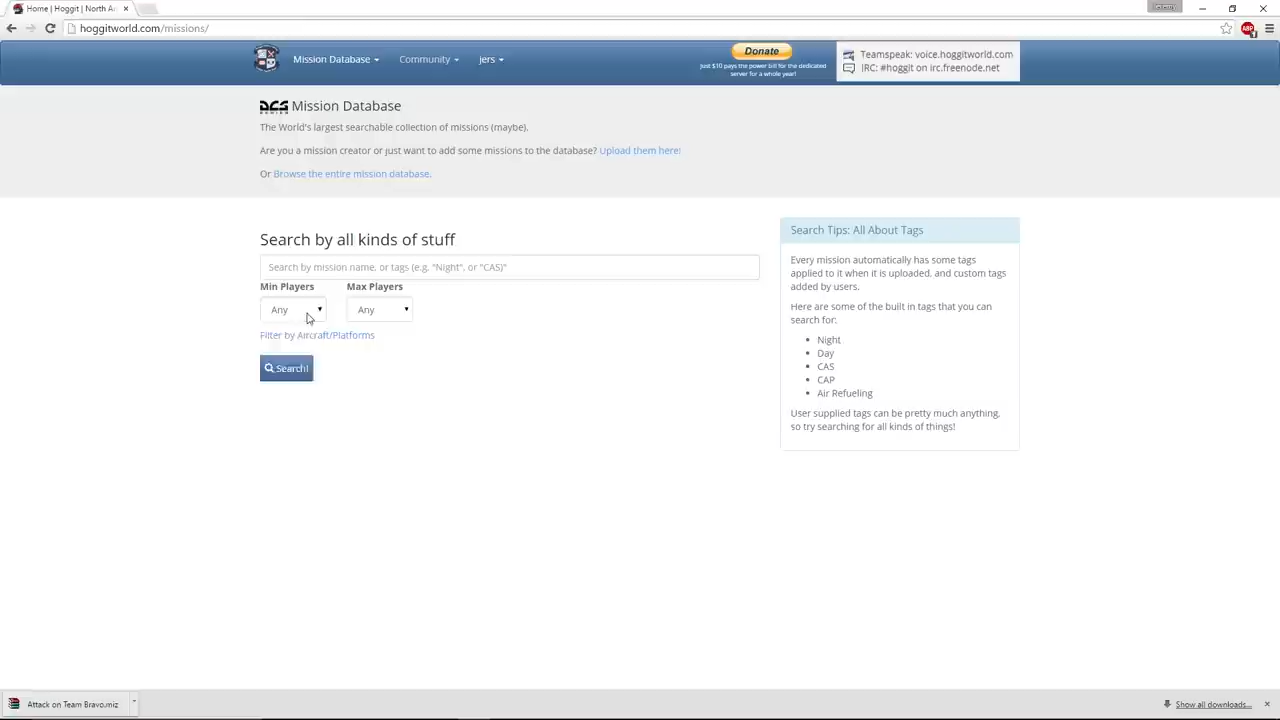 Home | Hoggit | North Ar
hoggitworld.com/missions/
Mission Database
Community
jers
Donate
Just $10 pays the power bill for the dedicated
server for a whole year!
Teamspeak: voice.hoggitworld.com
IRC: #hoggit on irc.freenode.net
DCS Mission Database
The World's largest searchable collection of missions (maybe).
Are you a mission creator or just want to add some missions to the database? Upload them here!
Or Browse the entire mission database.
Search by all kinds of stuff
Search by mission name, or tags (e.g. "Night", or "CAS)"
Min Players
Max Players
Any
Any
Filter by Aircraft/Platforms
Search!
Search Tips: All About Tags
Every mission automatically has some tags
applied to it when it is uploaded. and custom tags
added by users.
Here are some of the built in tags that you can
search for:
Night
Day
CAS
CAP
Air Refueling
User supplied tags can be pretty much anything,
so try searching for all kinds of things!
Attack on Team Bravo.miz
Show all downloads...